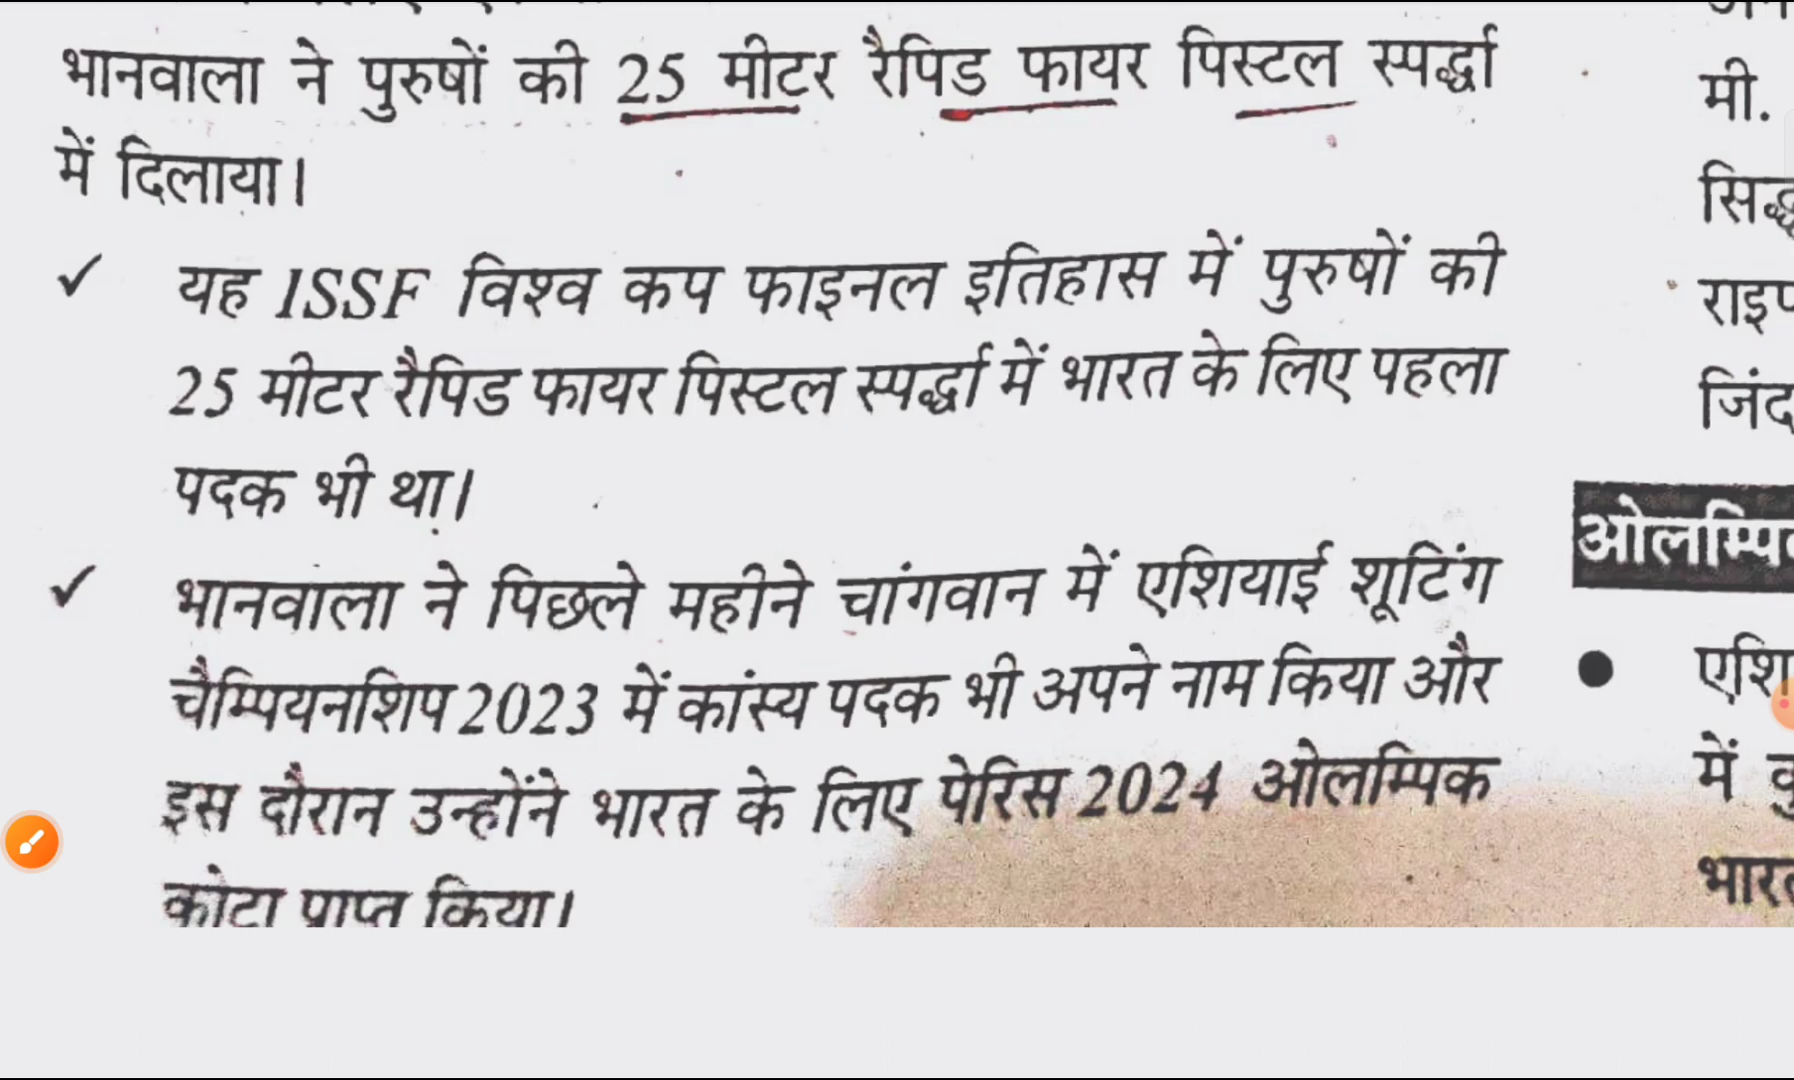 भानवाला ने पुरुषों की 25 मीटर रैपिड फायर पिस्टल स्पर्द्धा
में दिलाया।
✓ यह ISSF विश्व कप फाइनल इतिहास में पुरुषों की
25 मीटर रैपिड फायर पिस्टल स्पर्द्धा में भारत के लिए पहला
पदक भी था।
✓ भानवाला ने पिछले महीने चांगवान में एशियाई शूटिंग
चैम्पियनशिप 2023 में कांस्य पदक भी अपने नाम किया और
इस दौरान उन्होंने भारत के लिए पेरिस 2024 ओलम्पिक
कोटा प्राप्त किया।
मी.
में